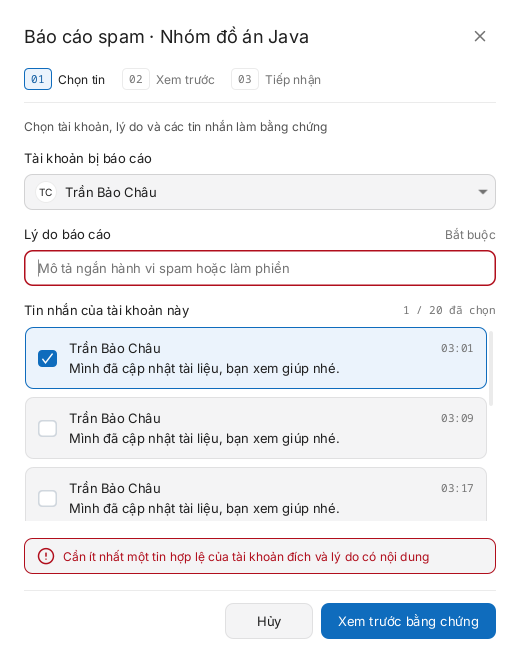 Báo cáo spam · Nhóm đồ án Java
01 Chọn tin 02 Xem trước 03 Tiếp nhận
Chọn tài khoản, lý do và các tin nhắn làm bằng chứng
Tài khoản bị báo cáo
TC Trần Bảo Châu
Lý do báo cáo Bắt buộc
Mô tả ngắn hành vi spam hoặc làm phiền
Tin nhắn của tài khoản này 1 / 20 đã chọn
Trần Bảo Châu 03:01
Mình đã cập nhật tài liệu, bạn xem giúp nhé.
Trần Bảo Châu 03:09
Mình đã cập nhật tài liệu, bạn xem giúp nhé.
Trần Bảo Châu 03:17
Mình đã cập nhật tài liệu, bạn xem giúp nhé.
Cần ít nhất một tin hợp lệ của tài khoản đích và lý do có nội dung
Hủy Xem trước bằng chứng